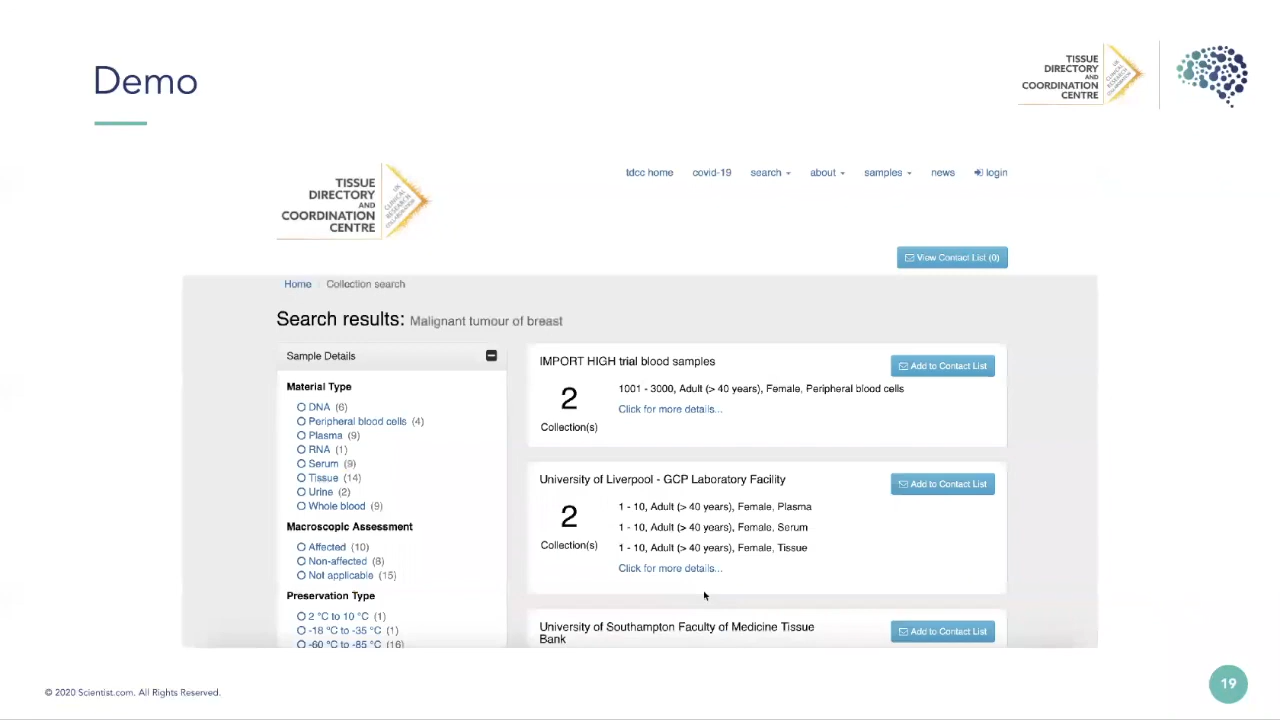 Demo
TISSUE
DIRECTORY
AND
COORDINATION
CENTRE
UK
CLINICAL
RESEARCH
COLLABORATION
TISSUE
DIRECTORY
AND
COORDINATION
CENTRE
UK
CLINICAL
RESEARCH
COLLABORATION
tdcc home covid-19 search about samples news login
View Contact List (0)
Home Collection search
Search results: Malignant tumour of breast
Sample Details
Material Type
DNA (6)
Peripheral blood cells (4)
Plasma (9)
RNA (1)
Serum (9)
Tissue (14)
Urine (2)
Whole blood (9)
Macroscopic Assessment
Affected (10)
Non-affected (8)
Not applicable (15)
Preservation Type
2 °C to 10 °C (1)
-18 °C to -35 °C (1)
-60 °C to -85 °C (16)
IMPORT HIGH trial blood samples
Add to Contact List
2
Collection(s)
1001 - 3000, Adult (> 40 years), Female, Peripheral blood cells
Click for more details...
University of Liverpool - GCP Laboratory Facility
Add to Contact List
2
Collection(s)
1 - 10, Adult (> 40 years), Female, Plasma
1 - 10, Adult (> 40 years), Female, Serum
1 - 10, Adult (> 40 years), Female, Tissue
Click for more details...
University of Southampton Faculty of Medicine Tissue
Bank
Add to Contact List
© 2020 Scientist.com. All Rights Reserved.
19